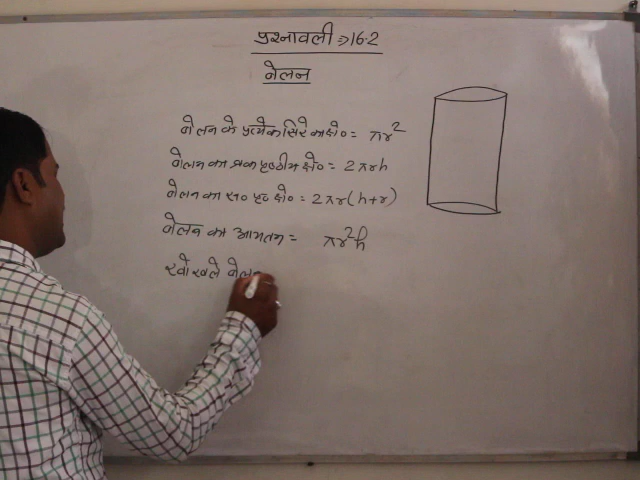 प्रश्नावली ⇒ 16.2
बेलन
बेलन के प्रत्येक सिरे का क्षे० = πr²
बेलन का वक्र पृष्ठीय क्षे० = 2πrh
बेलन का स० पृष्ठ क्षे० = 2πr(h+r)
बेलन का आयतन = πr²h
खोखले बेलन